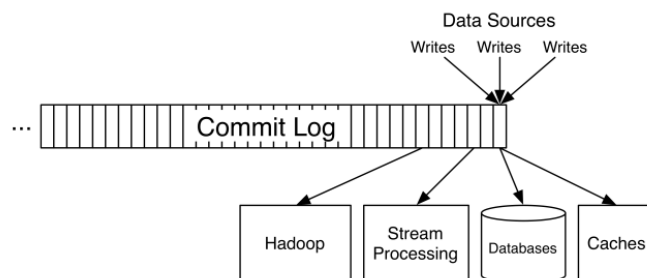 Data Sources
Writes Writes Writes
... Commit Log
Hadoop
Stream
Processing
Databases
Caches